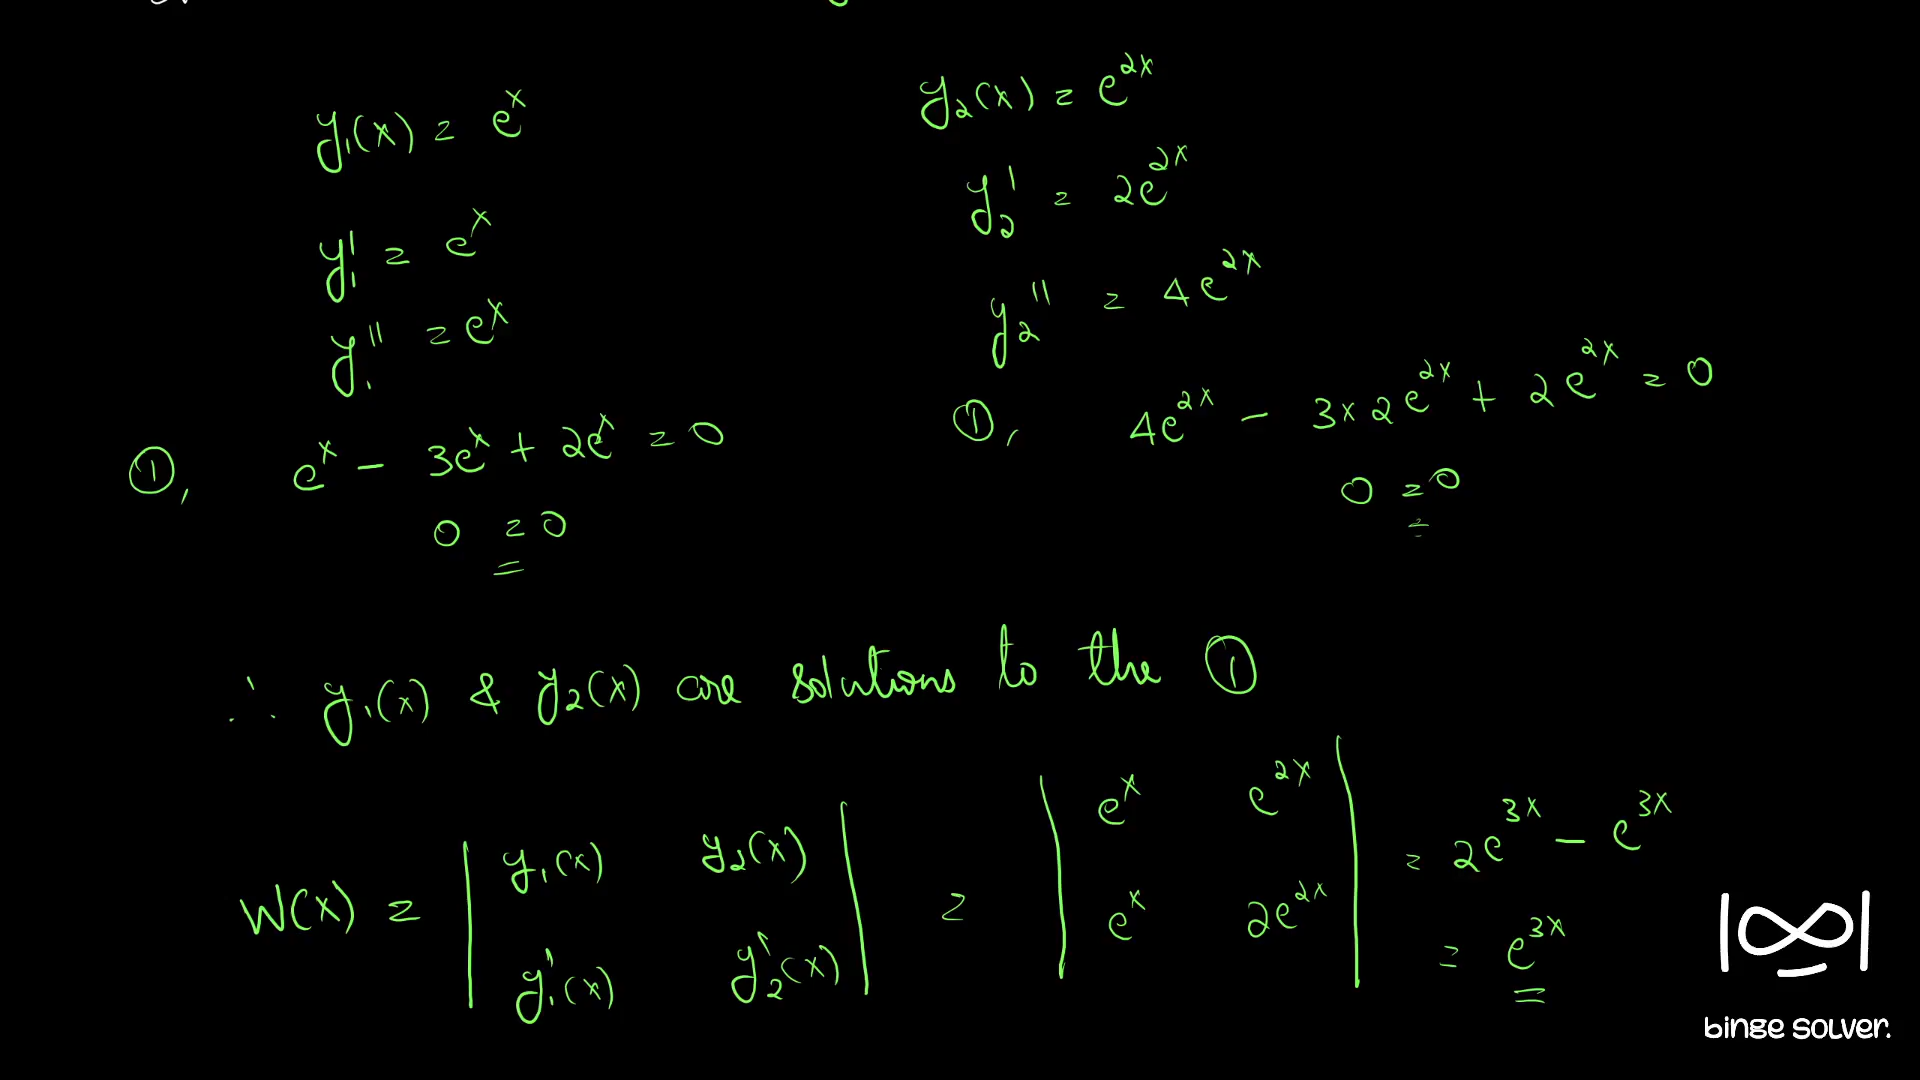 y₁(x) = eˣ
y₁' = eˣ
y₁'' = eˣ
①, eˣ - 3eˣ + 2eˣ = 0
0 = 0
y₂(x) = e²ˣ
y₂' = 2e²ˣ
y₂'' = 4e²ˣ
①, 4e²ˣ - 3×2e²ˣ + 2e²ˣ = 0
0 = 0
∴ y₁(x) & y₂(x) are solutions to the ①
W(x) = | y₁(x) y₂(x) | = | eˣ e²ˣ | = 2e³ˣ - e³ˣ
| y₁'(x) y₂'(x) | | eˣ 2e²ˣ | = e³ˣ
binge solver.